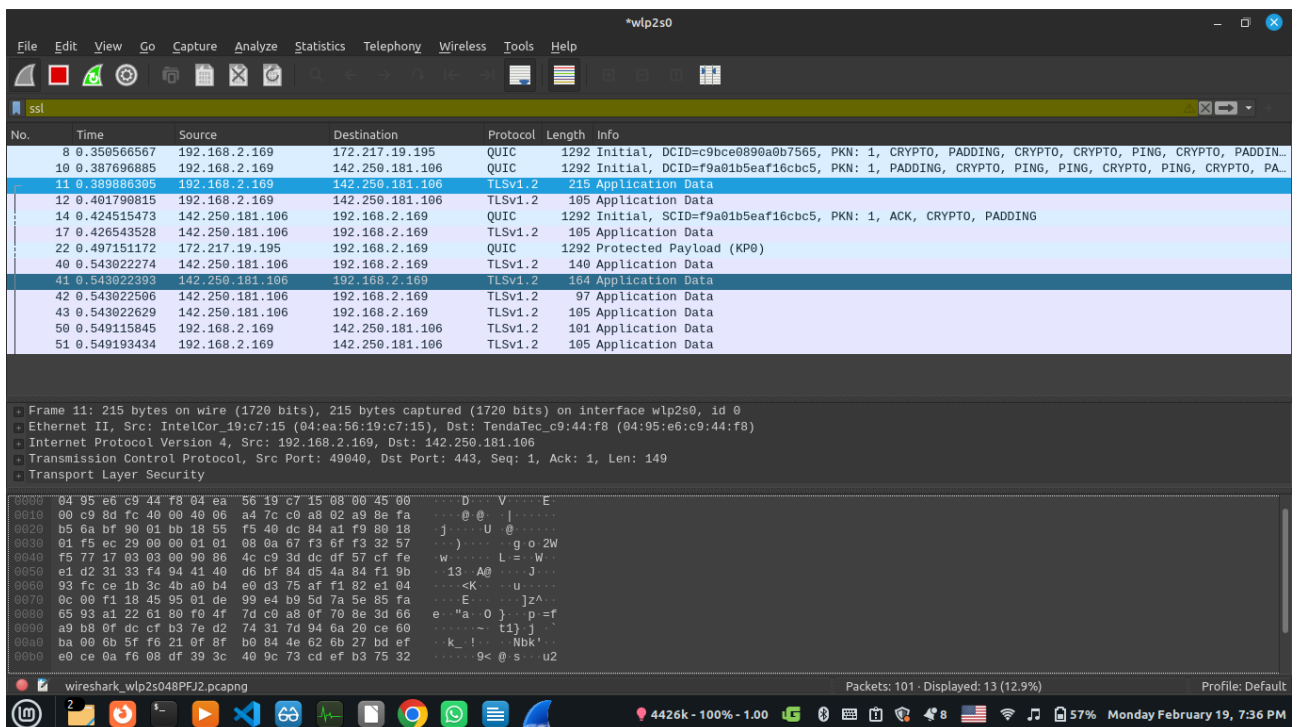 *wlp2s0
File Edit View Go Capture Analyze Statistics Telephony Wireless Tools Help
ssl
No. Time Source Destination Protocol Length Info
8 0.350566567 192.168.2.169 172.217.19.195 QUIC 1292 Initial, DCID=c9bce0890a0b7565, PKN: 1, CRYPTO, PADDING, CRYPTO, CRYPTO, PING, CRYPTO, PADDIN…
10 0.387696885 192.168.2.169 142.250.181.106 QUIC 1292 Initial, DCID=f9a01b5eaf16cbc5, PKN: 1, PADDING, CRYPTO, PING, PING, CRYPTO, PING, CRYPTO, PA…
11 0.389886305 192.168.2.169 142.250.181.106 TLSv1.2 215 Application Data
12 0.401790815 192.168.2.169 142.250.181.106 TLSv1.2 105 Application Data
14 0.424515473 142.250.181.106 192.168.2.169 QUIC 1292 Initial, SCID=f9a01b5eaf16cbc5, PKN: 1, ACK, CRYPTO, PADDING
17 0.426543528 142.250.181.106 192.168.2.169 TLSv1.2 105 Application Data
22 0.497151172 172.217.19.195 192.168.2.169 QUIC 1292 Protected Payload (KP0)
40 0.543022274 142.250.181.106 192.168.2.169 TLSv1.2 140 Application Data
41 0.543022393 142.250.181.106 192.168.2.169 TLSv1.2 164 Application Data
42 0.543022506 142.250.181.106 192.168.2.169 TLSv1.2 97 Application Data
43 0.543022629 142.250.181.106 192.168.2.169 TLSv1.2 105 Application Data
50 0.549115845 192.168.2.169 142.250.181.106 TLSv1.2 101 Application Data
51 0.549193434 192.168.2.169 142.250.181.106 TLSv1.2 105 Application Data
Frame 11: 215 bytes on wire (1720 bits), 215 bytes captured (1720 bits) on interface wlp2s0, id 0
Ethernet II, Src: IntelCor_19:c7:15 (04:ea:56:19:c7:15), Dst: TendaTec_c9:44:f8 (04:95:e6:c9:44:f8)
Internet Protocol Version 4, Src: 192.168.2.169, Dst: 142.250.181.106
Transmission Control Protocol, Src Port: 49040, Dst Port: 443, Seq: 1, Ack: 1, Len: 149
Transport Layer Security
0000 04 95 e6 c9 44 f8 04 ea 56 19 c7 15 08 00 45 00 ····D··· V·····E·
0010 00 c9 8d fc 40 00 40 06 a4 7c c0 a8 02 a9 8e fa ····@·@· ·|······
0020 b5 6a bf 90 01 bb 18 55 f5 40 dc 84 a1 f9 80 18 ·j·····U ·@······
0030 01 f5 ec 29 00 00 01 01 08 0a 67 f3 6f f3 32 57 ···)···· ··g·o·2W
0040 f5 77 17 03 03 00 90 86 4c c9 3d dc df 57 cf fe ·w······ L·=··W··
0050 e1 d2 31 33 f4 94 41 40 d6 bf 84 d5 4a 84 f1 9b ··13··A@ ····J···
0060 93 fc ce 1b 3c 4b a0 b4 e0 d3 75 af f1 82 e1 04 ····<K·· ··u·····
0070 0c 00 f1 18 45 95 01 de 99 e4 b9 5d 7a 5e 85 fa ····E··· ···]z^··
0080 65 93 a1 22 61 80 f0 4f 7d c0 a8 0f 70 8e 3d 66 e··"a··O }···p·=f
0090 a9 b8 0f dc cf b3 7e d2 74 31 7d 94 6a 20 ce 60 ······~· t1}·j ·`
00a0 ba 00 6b 5f f6 21 0f 8f b0 84 4e 62 6b 27 bd ef ··k_·!·· ··Nbk'··
00b0 e0 ce 0a f6 08 df 39 3c 40 9c 73 cd ef b3 75 32 ······9< @·s···u2
wireshark_wlp2s048PFJ2.pcapng Packets: 101 · Displayed: 13 (12.9%) Profile: Default
2 4426k - 100% - 1.00 8 57% Monday February 19, 7:36 PM